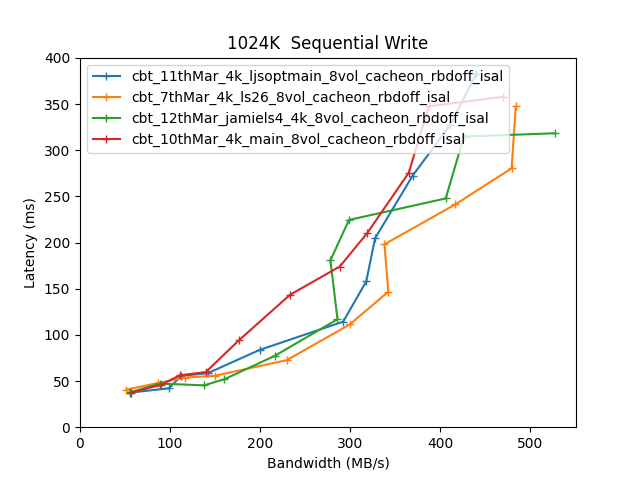 1024K  Sequential Write
cbt_11thMar_4k_ljsoptmain_8vol_cacheon_rbdoff_isal
cbt_7thMar_4k_ls26_8vol_cacheon_rbdoff_isal
cbt_12thMar_jamiels4_4k_8vol_cacheon_rbdoff_isal
cbt_10thMar_4k_main_8vol_cacheon_rbdoff_isal
Latency (ms)
400
350
300
250
200
150
100
50
0
0 100 200 300 400 500
Bandwidth (MB/s)